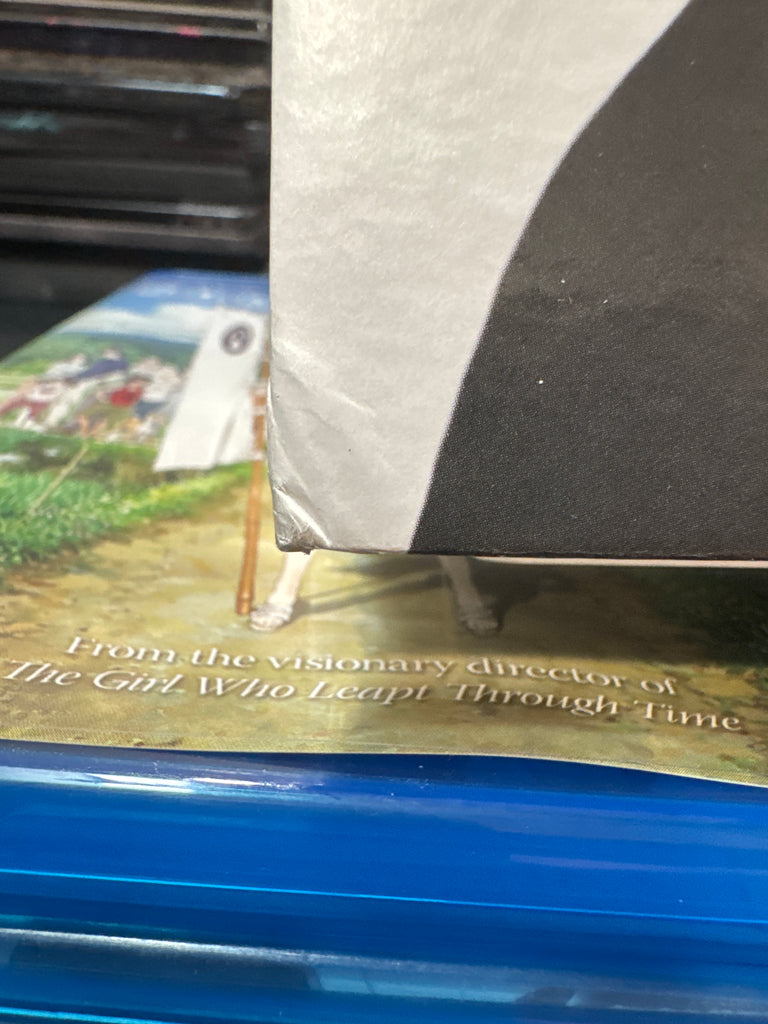 From the visionary director of
The Girl Who Leapt Through Time